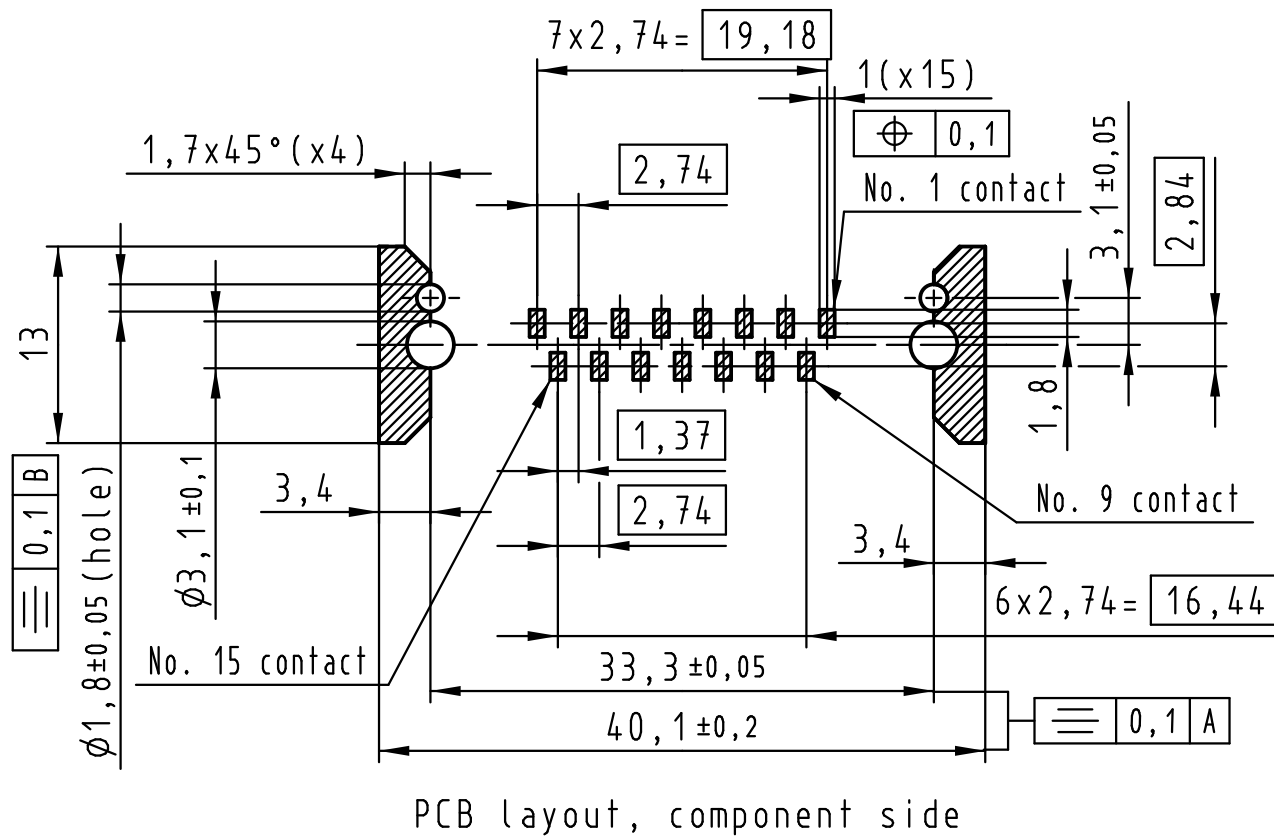 7x2,74= 19,18
1(x15)
0,1
1,7x45°(x4)
2,74
No. 1 contact
3,1±0,05
2,84
13
1,8
1,37
2,74
0,1 B
Ø1,8±0,05(hole)
Ø3,1±0,1
3,4
No. 9 contact
3,4
6x2,74= 16,44
No. 15 contact
33,3±0,05
40,1±0,2
0,1 A
PCB layout, component side